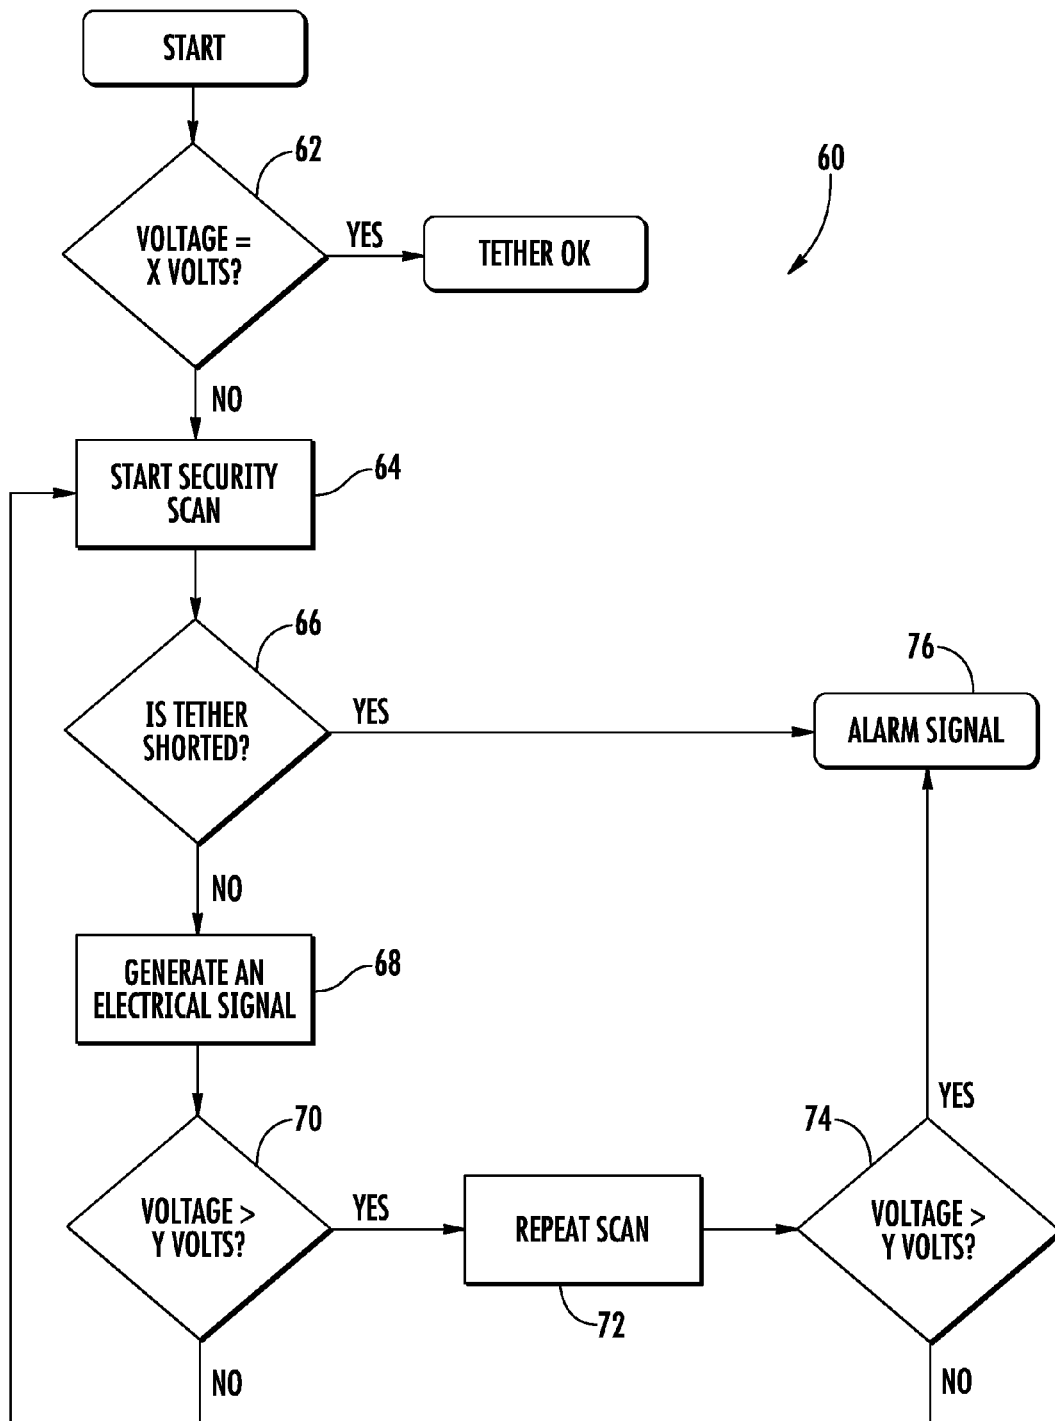 START
62
60
VOLTAGE =
X VOLTS?
YES
TETHER OK
NO
START SECURITY
SCAN
64
66
76
IS TETHER
SHORTED?
YES
ALARM SIGNAL
NO
GENERATE AN
ELECTRICAL SIGNAL
68
YES
70
74
VOLTAGE >
Y VOLTS?
YES
REPEAT SCAN
VOLTAGE >
Y VOLTS?
72
NO
NO